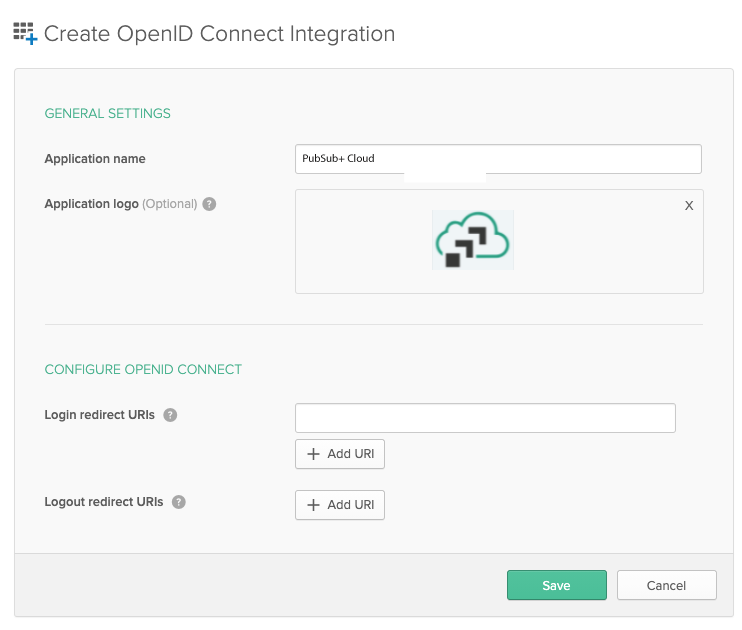 Create OpenID Connect Integration
GENERAL SETTINGS
Application name
PubSub+ Cloud
Application logo (Optional) ?
X
CONFIGURE OPENID CONNECT
Login redirect URIs ?
+ Add URI
Logout redirect URIs ?
+ Add URI
Save
Cancel